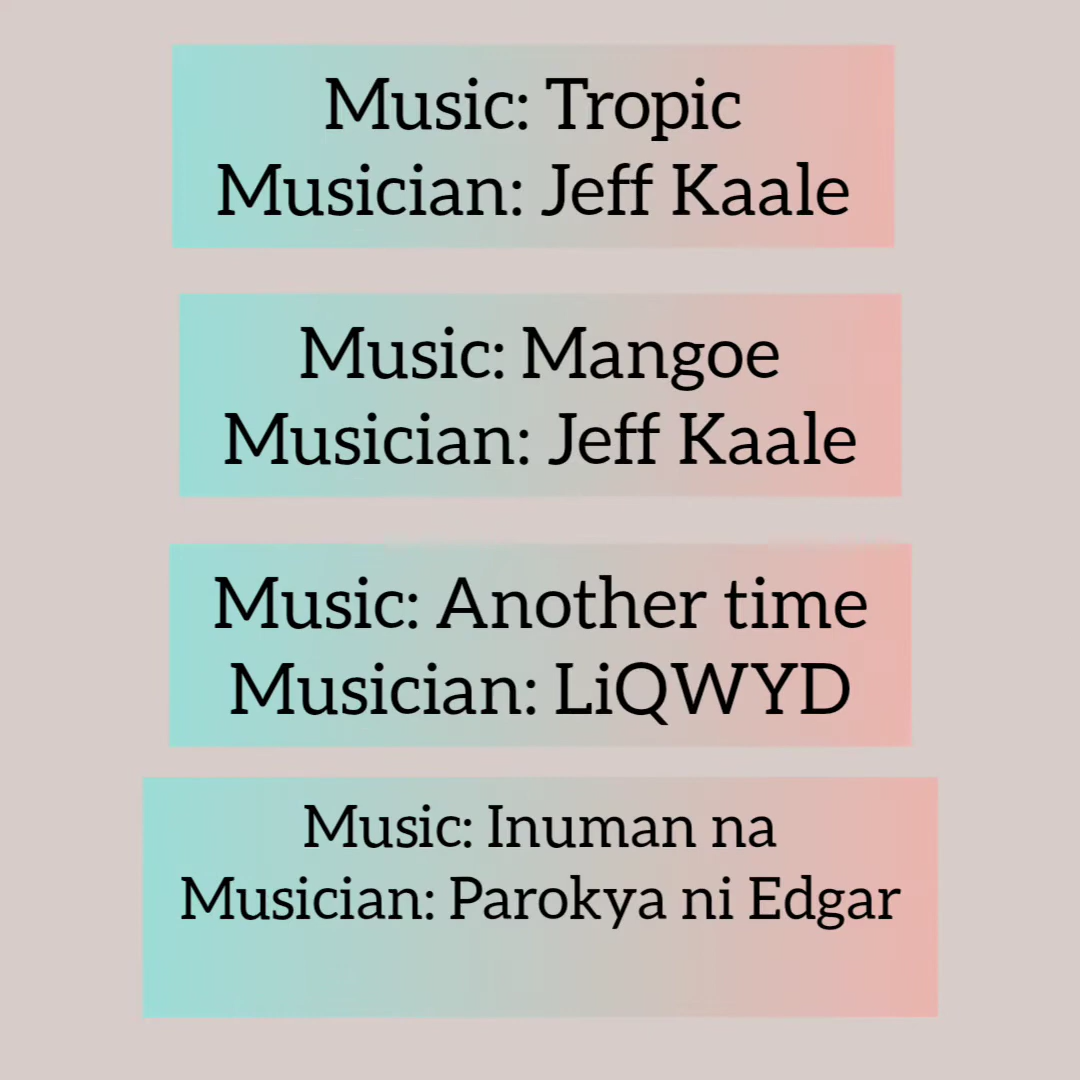 Music: Tropic
Musician: Jeff Kaale
Music: Mangoe
Musician: Jeff Kaale
Music: Another time
Musician: LiQWYD
Music: Inuman na
Musician: Parokya ni Edgar